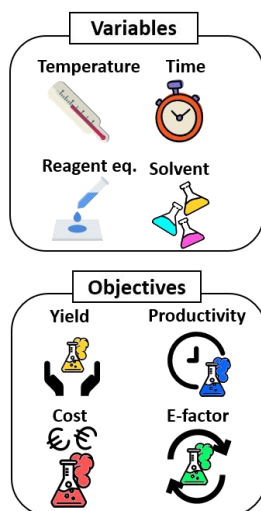 Variables
Temperature Time
Reagent eq. Solvent
Objectives
Yield Productivity
Cost E-factor
€ €